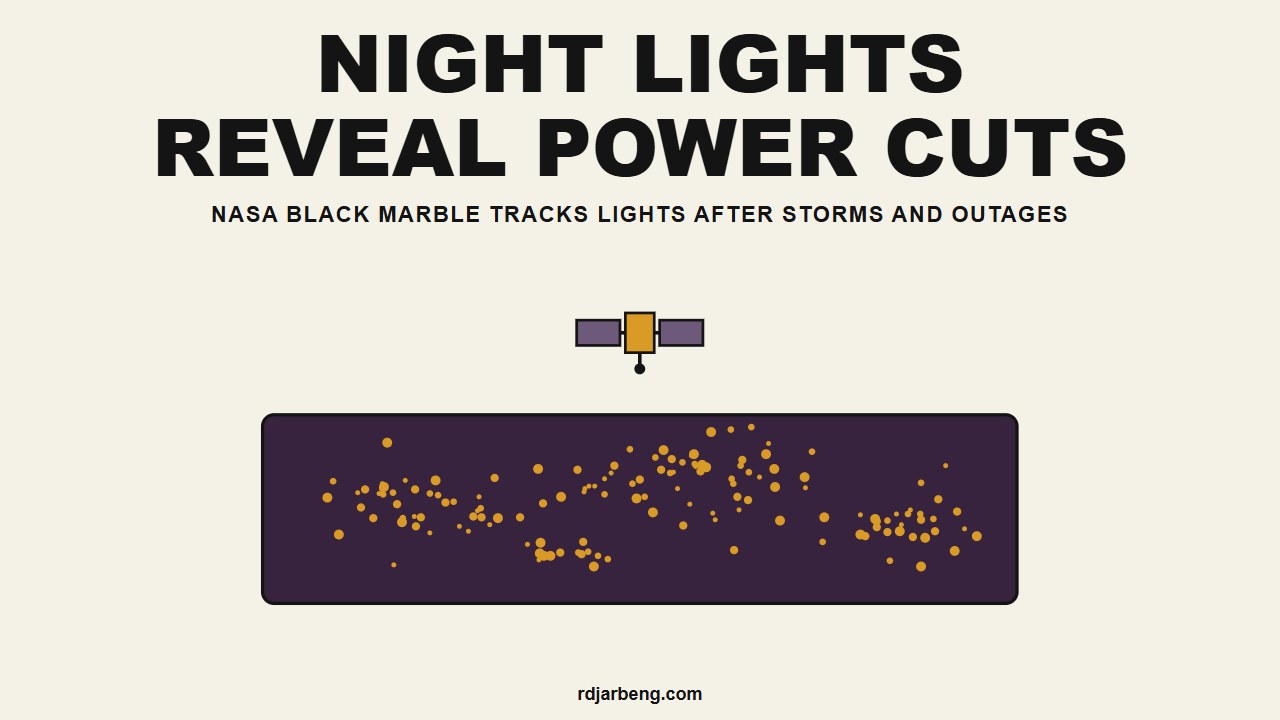 NIGHT LIGHTS
REVEAL POWER CUTS
NASA BLACK MARBLE TRACKS LIGHTS AFTER STORMS AND OUTAGES
rdjarbeng.com